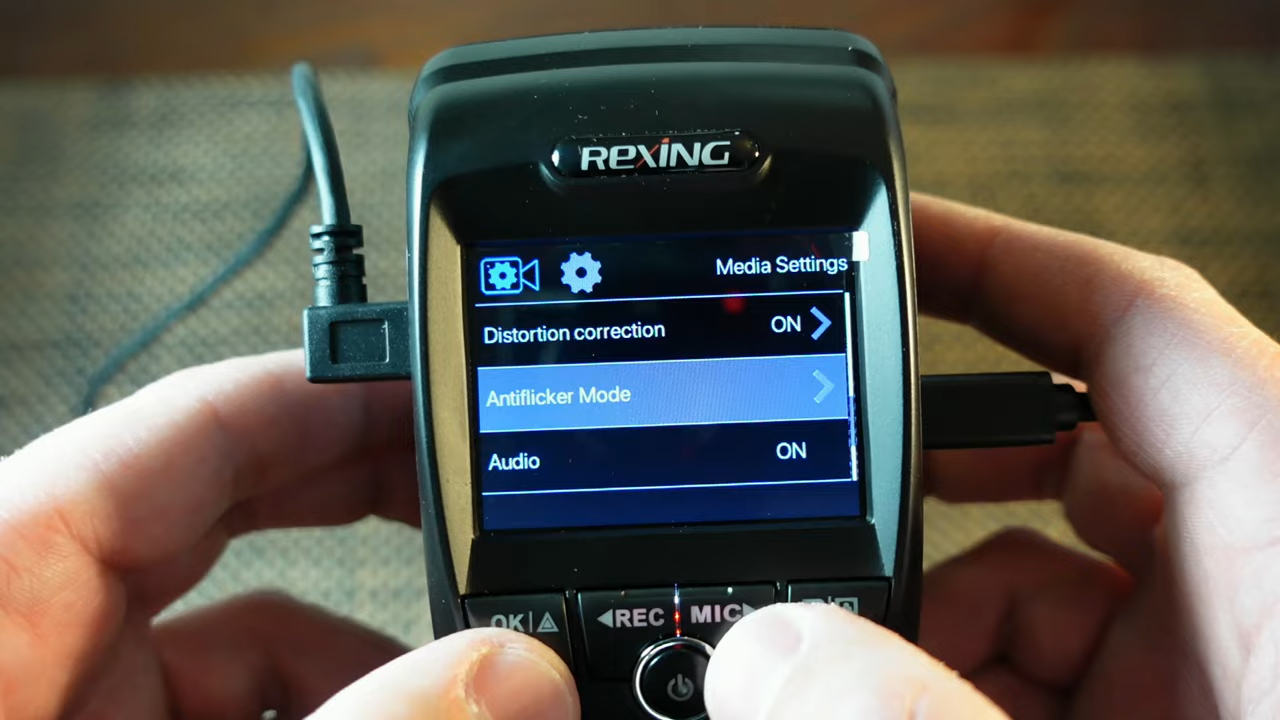 REXING
Media Settings
Distortion correction ON
Antiflicker Mode
Audio ON
OK
REC MIC